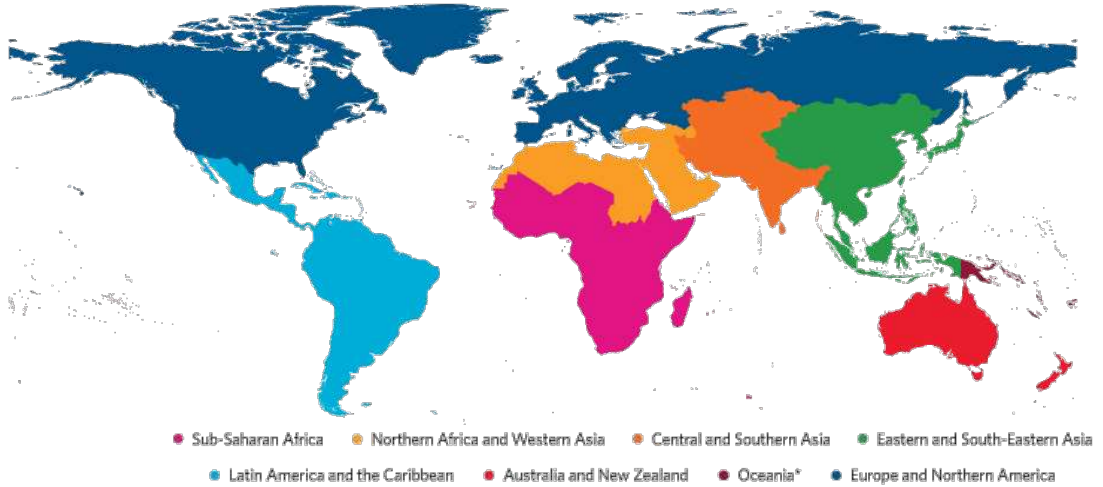 Sub-Saharan Africa Northern Africa and Western Asia Central and Southern Asia Eastern and South-Eastern Asia
Latin America and the Caribbean Australia and New Zealand Oceania* Europe and Northern America